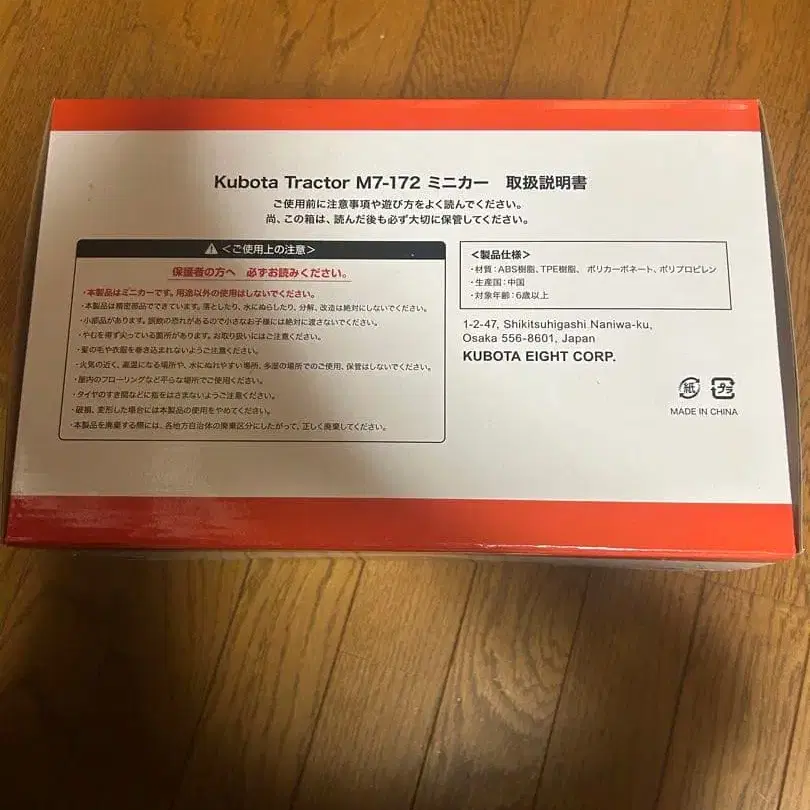 Kubota Tractor M7-172 ミニカー　取扱説明書
ご使用前に注意事項や遊び方をよく読んでください。
尚、この箱は、読んだ後も必ず大切に保管してください。
＜ご使用上の注意＞
保護者の方へ　必ずお読みください。
・本製品はミニカーです。用途以外の使用はしないでください。
・本製品は精密部品でできています。落としたり、水にぬらしたり、分解、改造は絶対にしないでください。
・小部品があります。誤飲の恐れがあるので小さなお子様には絶対に渡さないでください。
・やむを得ず尖っている箇所があります。お取り扱いにはご注意ください。
・髪の毛や衣服を巻き込まれないようご注意ください。
・火気の近く、高温になる場所や、水にぬれやすい場所、多湿の場所でのご使用、保管はしないでください。
・屋内のフローリングなど平らな場所でご使用ください。
・タイヤのすき間などに指をはさまないようご注意ください。
・破損、変形した場合には本製品の使用をやめてください。
・本製品を廃棄する際には、各地方自治体の廃棄区分にしたがって、正しく廃棄してください。
＜製品仕様＞
・材質：ABS樹脂、TPE樹脂、ポリカーボネート、ポリプロピレン
・生産国：中国
・対象年齢：6歳以上
1-2-47, Shikitsuhigashi Naniwa-ku,
Osaka 556-8601, Japan
KUBOTA EIGHT CORP.
紙 プラ
MADE IN CHINA